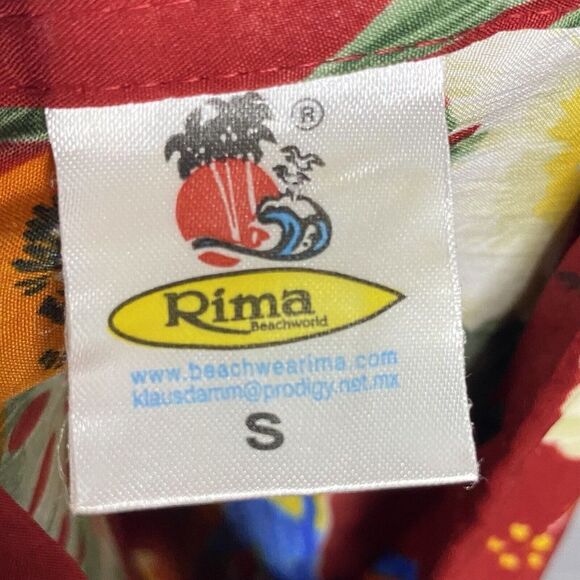 ®
Rima
Beachworld
www.beachwearima.com
klausdamm@prodigy.net.mx
S